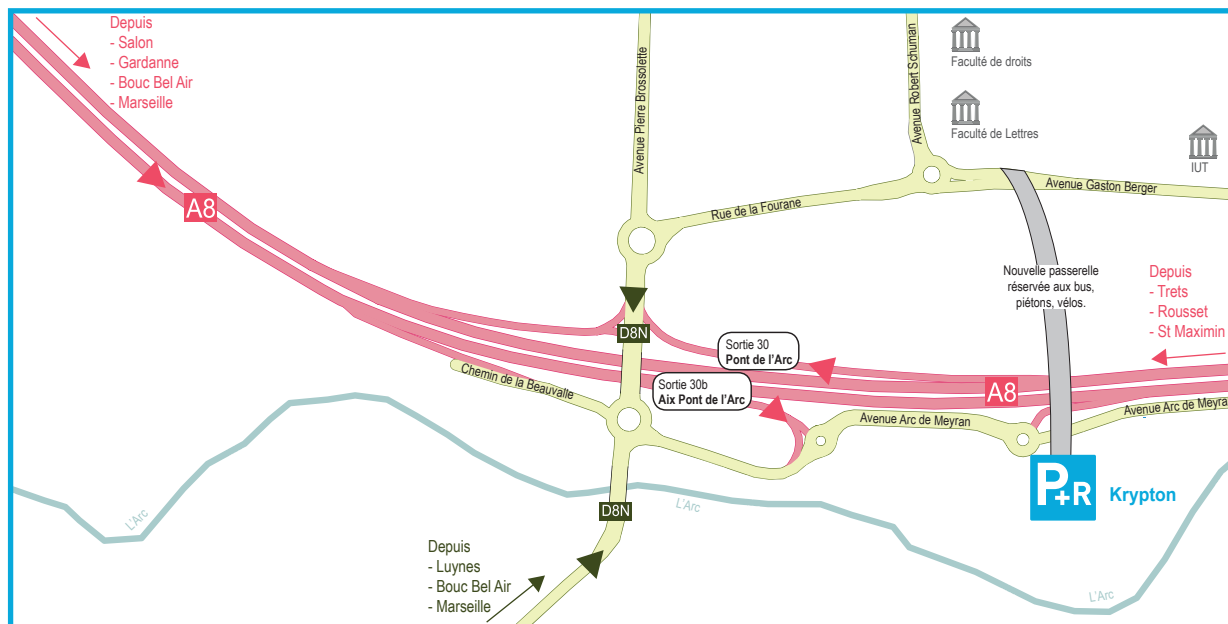 Depuis
- Salon
- Gardanne
- Bouc Bel Air
- Marseille
Avenue Pierre Brossolette
Avenue Robert Schuman
Faculté de droits
Faculté de Lettres
IUT
Avenue Gaston Berger
Rue de la Fourane
A8
Nouvelle passerelle
réservée aux bus,
piétons, vélos.
Depuis
- Trets
- Rousset
- St Maximin
D8N
Sortie 30
Pont de l'Arc
Chemin de la Beauvalle
Sortie 30b
Aix Pont de l'Arc
A8
Avenue Arc de Meyran
Avenue Arc de Meyra
P+R
Krypton
L'Arc
D8N
L'Arc
Depuis
- Luynes
- Bouc Bel Air
- Marseille
L'Arc